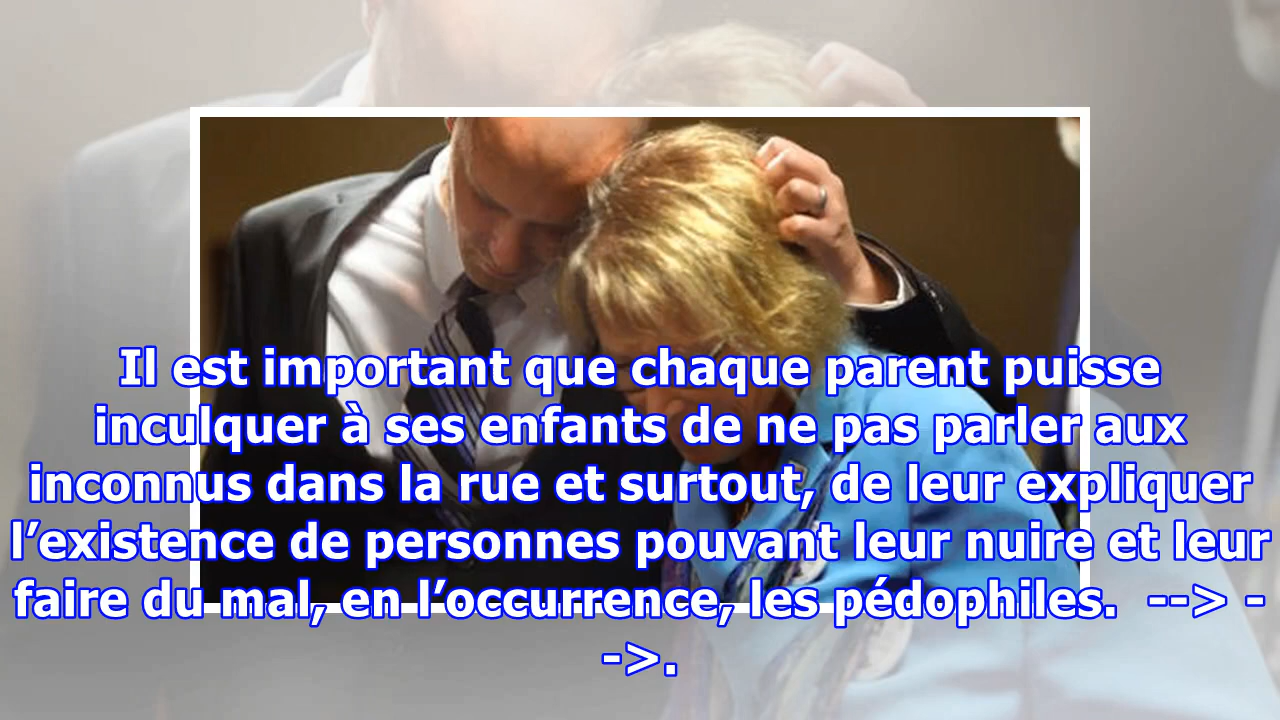 Il est important que chaque parent puisse
inculquer à ses enfants de ne pas parler aux
inconnus dans la rue et surtout, de leur expliquer
l’existence de personnes pouvant leur nuire et leur
faire du mal, en l’occurrence, les pédophiles.  --> -
->.